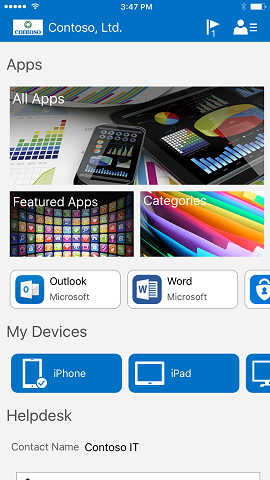 3:47 PM
contoso
Contoso, Ltd.
1
Apps
All Apps
Featured Apps
Categories
Outlook
Microsoft
Word
Microsoft
My Devices
iPhone
iPad
Helpdesk
Contact Name Contoso IT